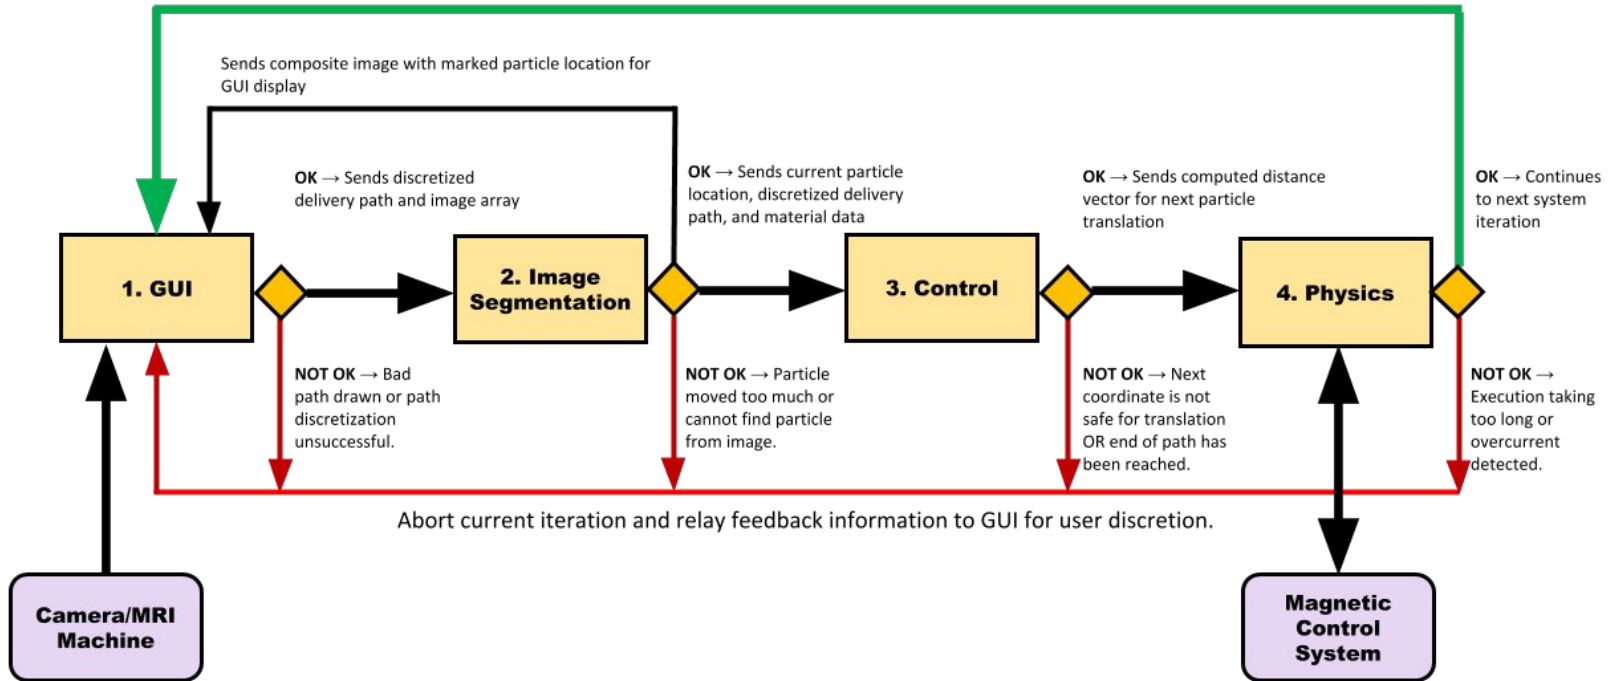 Sends composite image with marked particle location for
GUI display
OK → Sends discretized
delivery path and image array
OK → Sends current particle
location, discretized delivery
path, and material data
OK → Sends computed distance
vector for next particle
translation
OK → Continues
to next system
iteration
1. GUI
2. Image
Segmentation
3. Control
4. Physics
NOT OK → Bad
path drawn or path
discretization
unsuccessful.
NOT OK → Particle
moved too much or
cannot find particle
from image.
NOT OK → Next
coordinate is not
safe for translation
OR end of path has
been reached.
NOT OK →
Execution taking
too long or
overcurrent
detected.
Abort current iteration and relay feedback information to GUI for user discretion.
Camera/MRI
Machine
Magnetic
Control
System